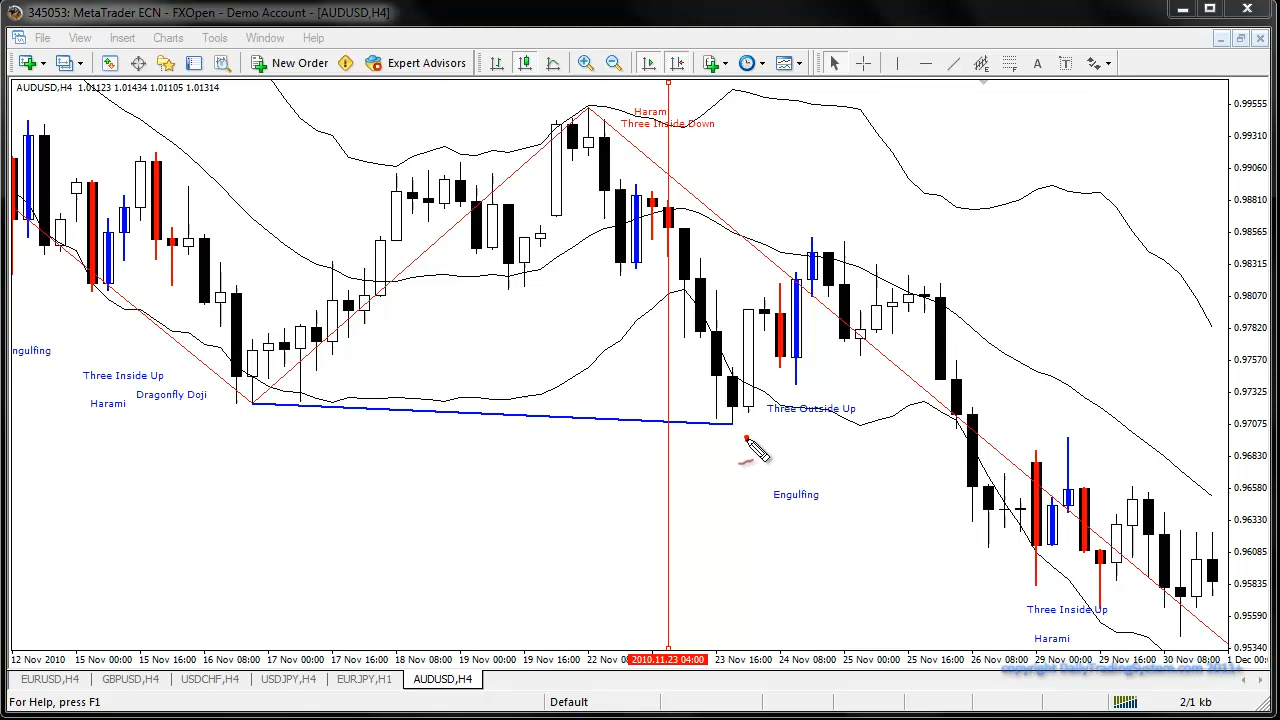 345053: MetaTrader ECN - FXOpen - Demo Account - [AUDUSD,H4]
File View Insert Charts Tools Window Help
New Order Expert Advisors A T
AUDUSD,H4 1.01123 1.01434 1.01105 1.01314
Haram
Three Inside Down
ngulfing
Three Inside Up
Dragonfly Doji
Harami
Three Outside Up
Engulfing
Three Inside Up
Harami
0.99555
0.99310
0.99060
0.98810
0.98565
0.98315
0.98070
0.97820
0.97570
0.97325
0.97075
0.96830
0.96580
0.96330
0.96085
0.95835
0.95590
0.95340
12 Nov 2010 15 Nov 00:00 15 Nov 16:00 16 Nov 08:00 17 Nov 00:00 17 Nov 16:00 18 Nov 08:00 19 Nov 00:00 19 Nov 16:00 22 Nov 08:00 2010.11.23 04:00 23 Nov 16:00 24 Nov 08:00 25 Nov 00:00 25 Nov 16:00 26 Nov 08:00 29 Nov 00:00 29 Nov 16:00 30 Nov 08:00 1 Dec 00:00
copyright DailyTradingSystem.com 2011+
EURUSD,H4 GBPUSD,H4 USDCHF,H4 USDJPY,H4 EURJPY,H1 AUDUSD,H4
For Help, press F1 Default 2/1 kb